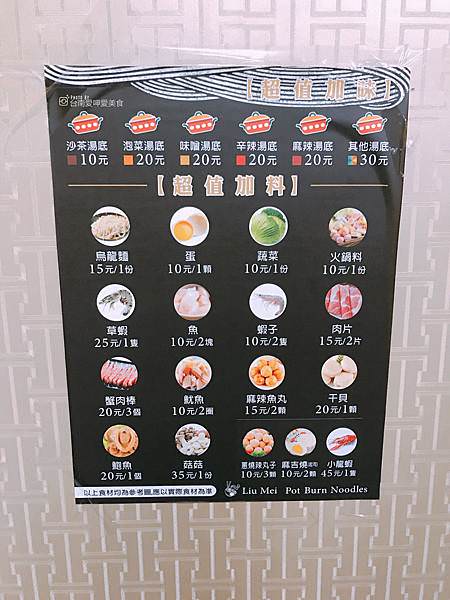 PHOTO BY
台南愛呷愛美食
【超值加味】
沙茶湯底 泡菜湯底 味噌湯底 辛辣湯底 麻辣湯底 其他湯底
10元 20元 20元 20元 20元 30元
【超值加料】
烏龍麵 蛋 蔬菜 火鍋料
15元/1份 10元/1顆 10元/1份 10元/1份
草蝦 魚 蝦子 肉片
25元/1隻 10元/2塊 10元/2隻 15元/2片
蟹肉棒 魷魚 麻辣魚丸 干貝
20元/3個 10元/2圈 15元/2顆 20元/1顆
鮑魚 菇菇 蔥燒辣丸子 麻吉燒 小龍蝦
20元/1個 35元/1份 10元/3顆 10元/2顆 45元/1隻
以上食材均為參考圖,應以實際食材為準
Liu Mei Pot Burn Noodles